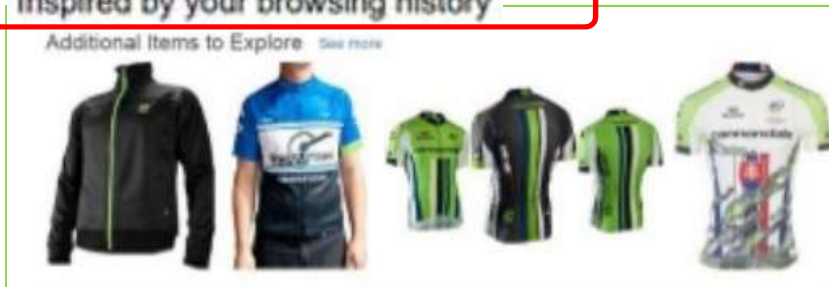 Inspired by your browsing history
Additional Items to Explore See more
cannondale